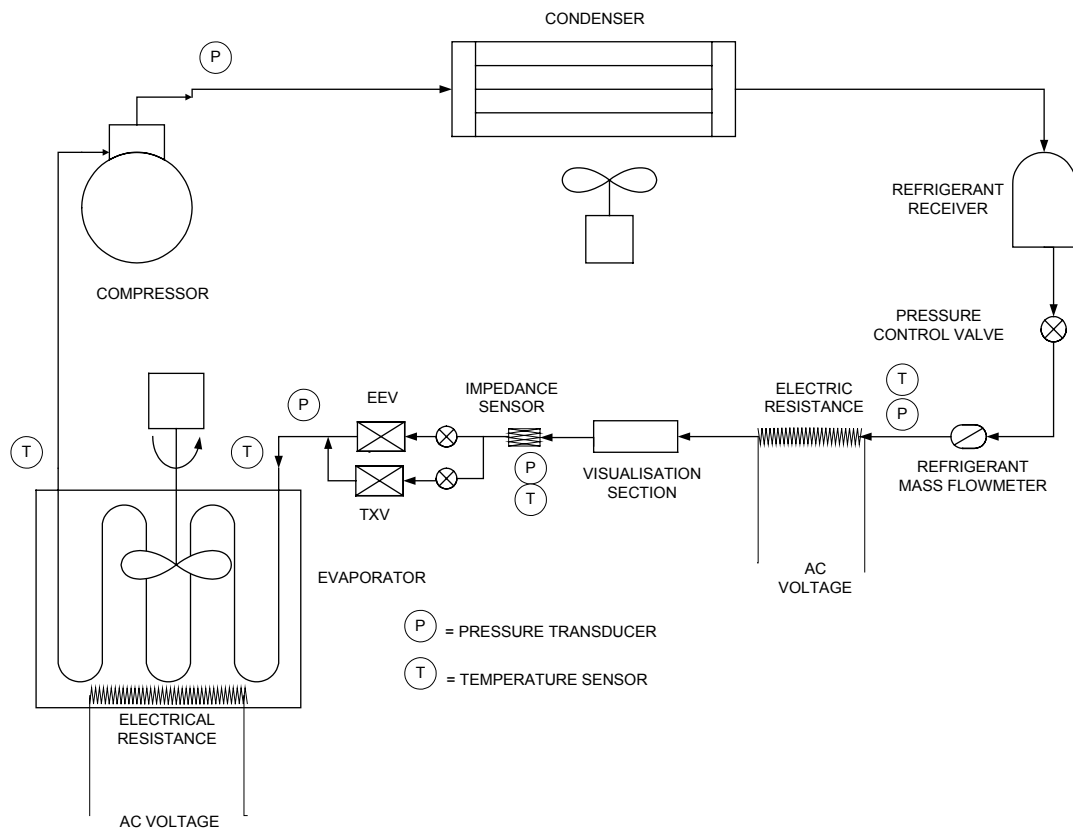 CONDENSER
P
REFRIGERANT
RECEIVER
COMPRESSOR
PRESSURE
CONTROL VALVE
T
P
ELECTRIC
RESISTANCE
IMPEDANCE
SENSOR
EEV
P
T
T
P
T
VISUALISATION
SECTION
REFRIGERANT
MASS FLOWMETER
TXV
EVAPORATOR
AC
VOLTAGE
P = PRESSURE TRANSDUCER
T = TEMPERATURE SENSOR
ELECTRICAL
RESISTANCE
AC VOLTAGE